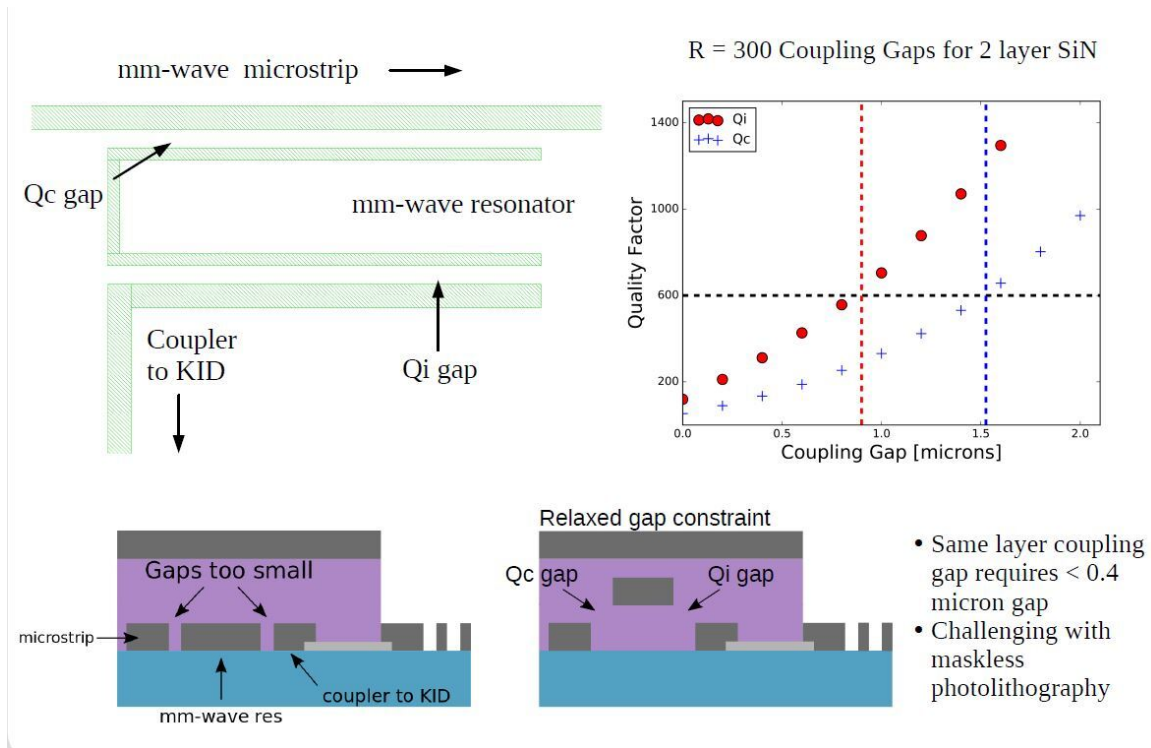 mm-wave microstrip
Qc gap
mm-wave resonator
Coupler
to KID
Qi gap
R = 300 Coupling Gaps for 2 layer SiN
Qi
Qc
1400
1000
600
200
Quality Factor
0.0
0.5
1.0
1.5
2.0
Coupling Gap [microns]
Gaps too small
microstrip
mm-wave res
coupler to KID
Relaxed gap constraint
Qc gap
Qi gap
• Same layer coupling
gap requires < 0.4
micron gap
• Challenging with
maskless
photolithography